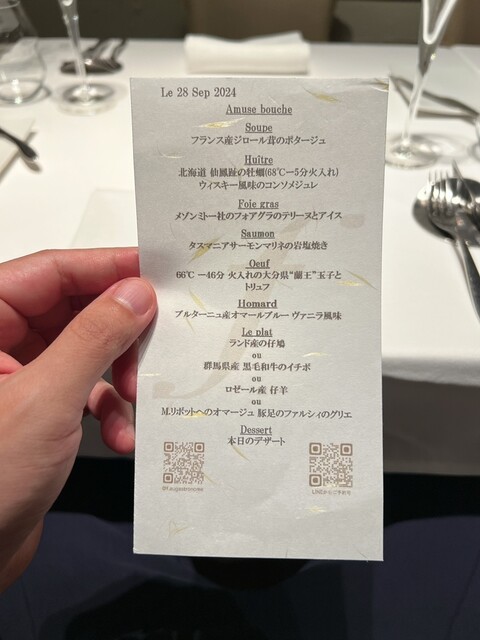 Le 28 Sep 2024
Amuse bouche
Soupe
フランス産ジロール茸のポタージュ
Huître
北海道 仙鳳趾の牡蠣(68℃ー5分火入れ)
ウィスキー風味のコンソメジュレ
Foie gras
メゾンミトー社のフォアグラのテリーヌとアイス
Saumon
タスマニアサーモンマリネの岩塩焼き
Oeuf
66℃ ー46分 火入れの大分県“蘭王”玉子と
トリュフ
Homard
ブルターニュ産オマールブルー ヴァニラ風味
Le plat
ランド産の仔鳩
ou
群馬県産 黒毛和牛のイチボ
ou
ロゼール産 仔羊
ou
M.リボットへのオマージュ 豚足のファルシィのグリエ
Dessert
本日のデザート